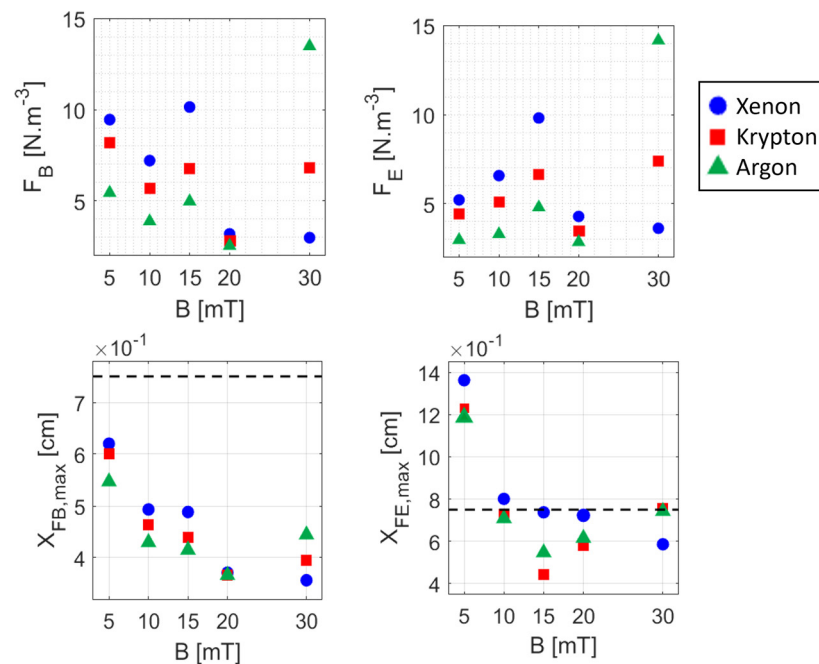 15
10
5
F_B [N.m⁻³]
5 10 15 20 30
B [mT]
15
10
5
F_E [N.m⁻³]
5 10 15 20 30
B [mT]
Xenon
Krypton
Argon
×10⁻¹
7
6
5
4
X_FB,max [cm]
5 10 15 20 30
B [mT]
×10⁻¹
14
12
10
8
6
4
X_FE,max [cm]
5 10 15 20 30
B [mT]